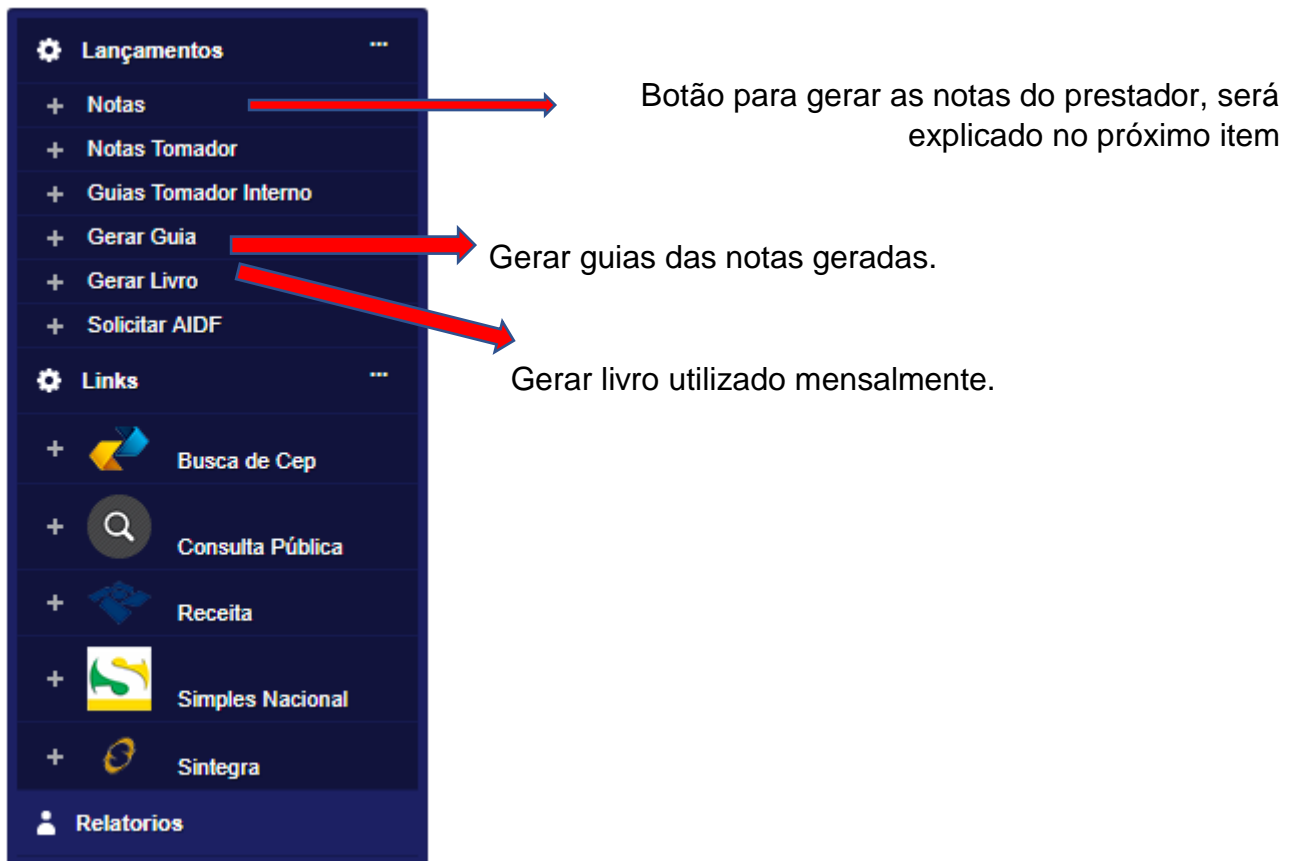 Lançamentos
Notas
Notas Tomador
Guias Tomador Interno
Gerar Guia
Gerar Livro
Solicitar AIDF
Links
Busca de Cep
Consulta Pública
Receita
Simples Nacional
Sintegra
Relatorios
Botão para gerar as notas do prestador, será
explicado no próximo item
Gerar guias das notas geradas.
Gerar livro utilizado mensalmente.